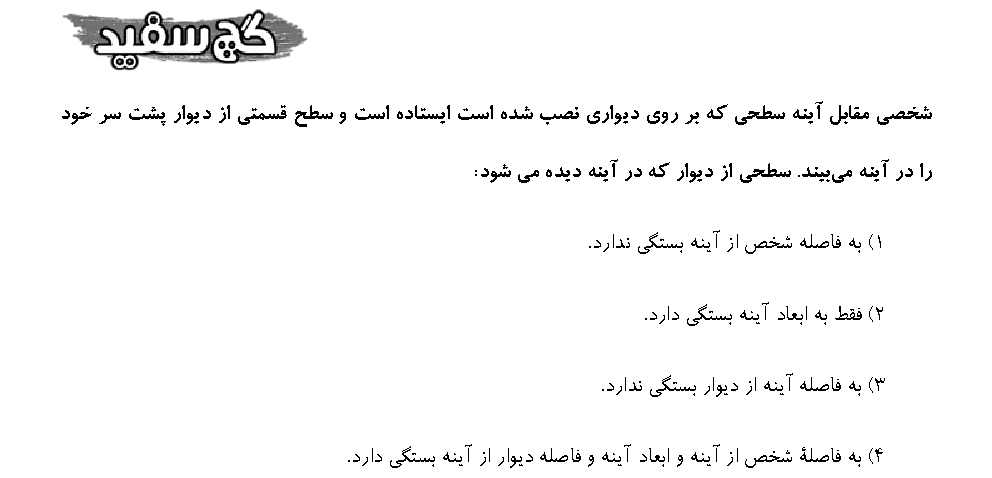 گچ سفید
شخصی مقابل آینه سطحی که بر روی دیواری نصب شده است ایستاده است و سطح قسمتی از دیوار پشت سر خود
را در آینه می‌بیند. سطحی از دیوار که در آینه دیده می شود:
۱) به فاصله شخص از آینه بستگی ندارد.
۲) فقط به ابعاد آینه بستگی دارد.
۳) به فاصله آینه از دیوار بستگی ندارد.
۴) به فاصلهٔ شخص از آینه و ابعاد آینه و فاصله دیوار از آینه بستگی دارد.